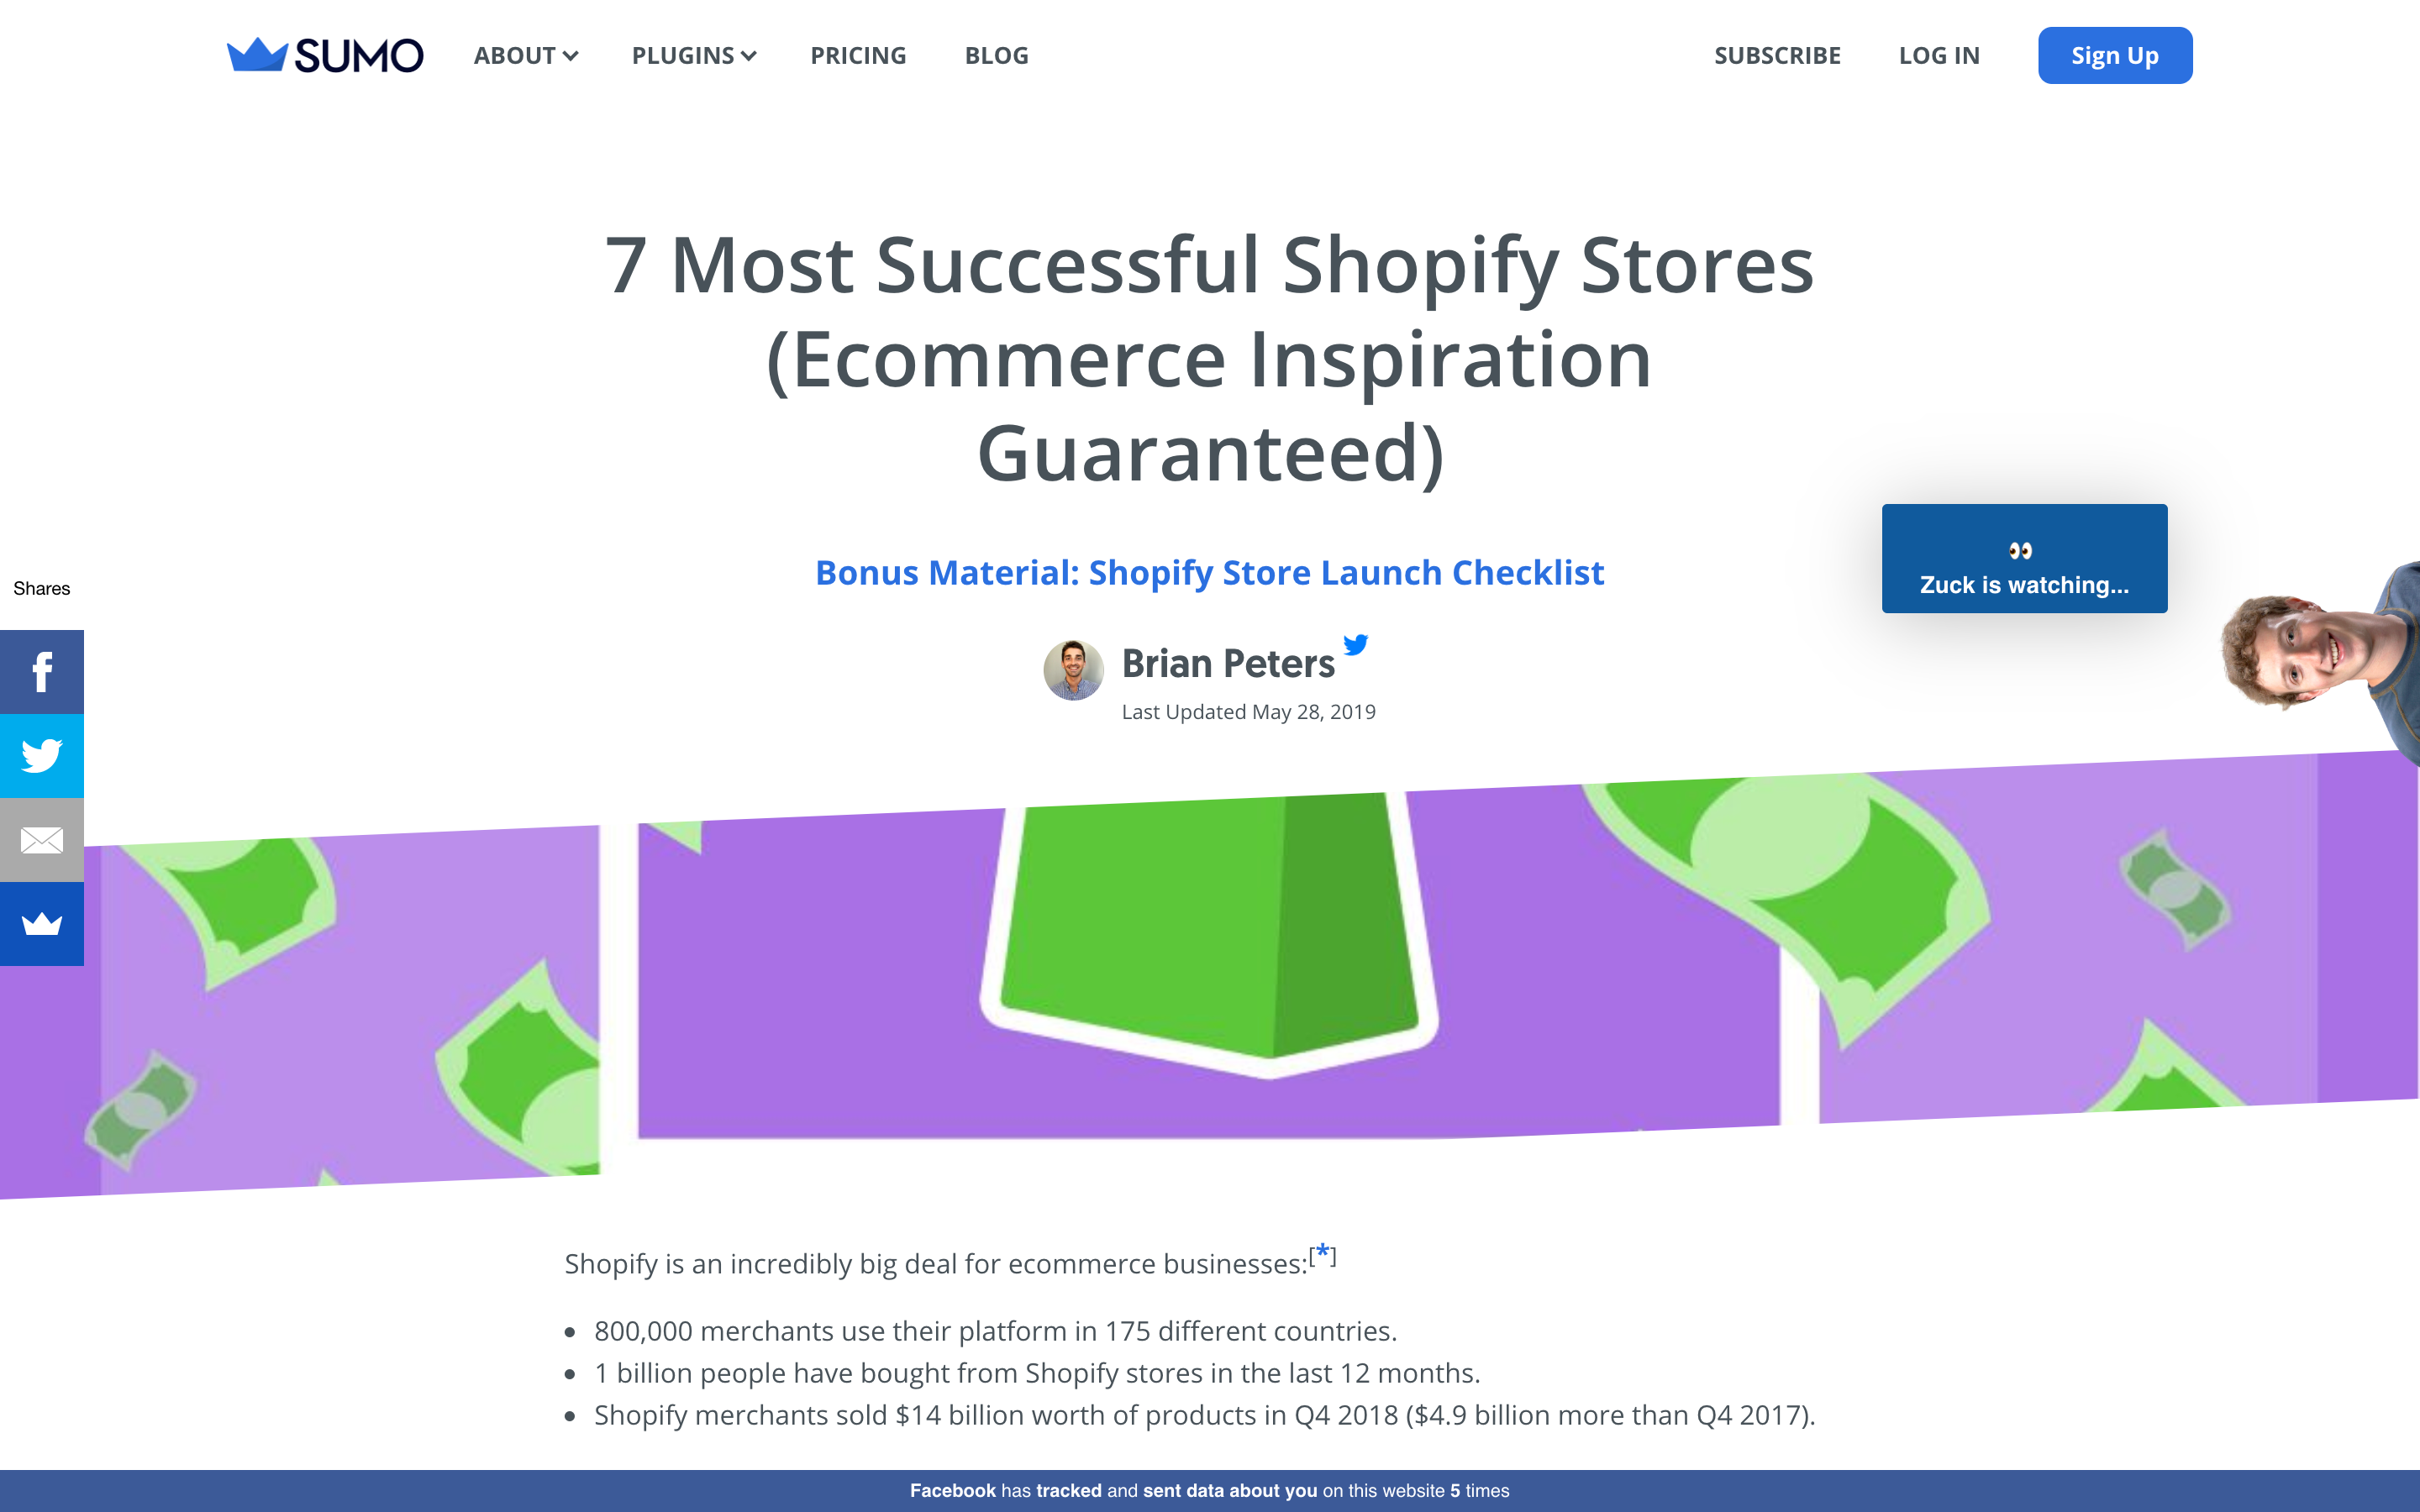 SUMO
ABOUT
PLUGINS
PRICING
BLOG
SUBSCRIBE
LOG IN
Sign Up
7 Most Successful Shopify Stores
(Ecommerce Inspiration
Guaranteed)
Bonus Material: Shopify Store Launch Checklist
Brian Peters
Last Updated May 28, 2019
👀
Zuck is watching...
Shares
Shopify is an incredibly big deal for ecommerce businesses:[*]
• 800,000 merchants use their platform in 175 different countries.
• 1 billion people have bought from Shopify stores in the last 12 months.
• Shopify merchants sold $14 billion worth of products in Q4 2018 ($4.9 billion more than Q4 2017).
Facebook has tracked and sent data about you on this website 5 times